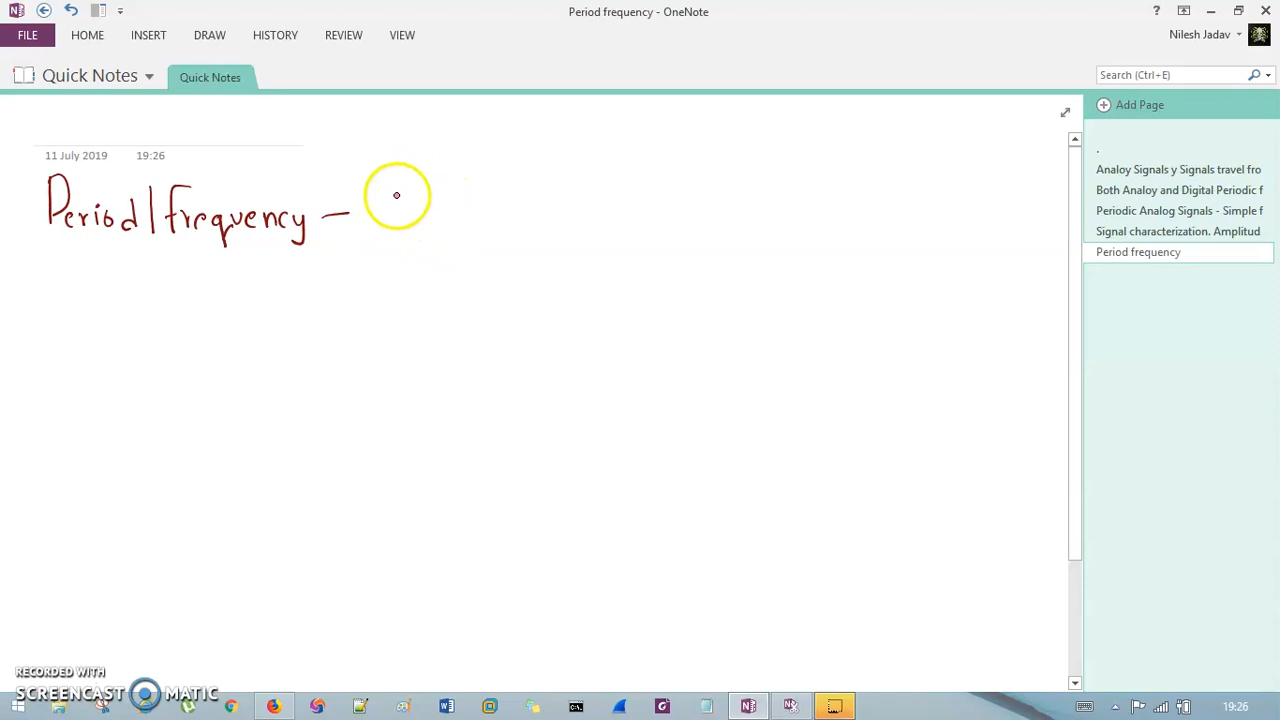 Period frequency - OneNote
?
FILE HOME INSERT DRAW HISTORY REVIEW VIEW
Nilesh Jadav
Quick Notes
Quick Notes
Search (Ctrl+E)
Add Page
11 July 2019 19:26
Period | frequency –
.
Analoy Signals y Signals travel fro
Both Analoy and Digital Periodic f
Periodic Analog Signals - Simple f
Signal characterization. Amplitud
Period frequency
RECORDED WITH
SCREENCAST MATIC
19:26